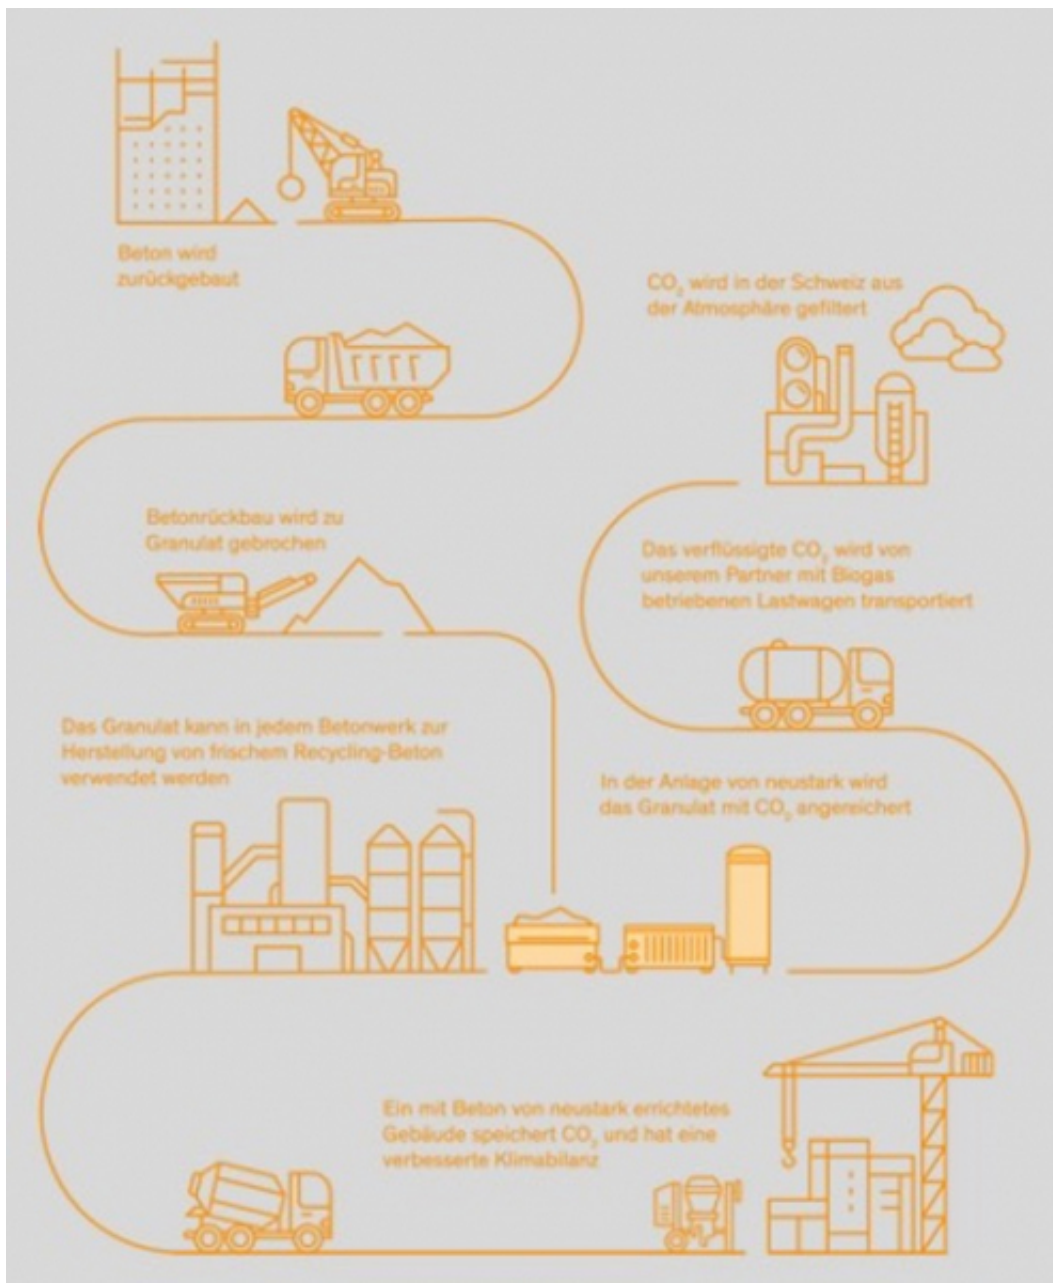 Beton wird
zurückgebaut
CO₂ wird in der Schweiz aus
der Atmosphäre gefiltert
Betonrückbau wird zu
Granulat gebrochen
Das verflüssigte CO₂ wird von
unserem Partner mit Biogas
betriebenen Lastwagen transportiert
Das Granulat kann in jedem Betonwerk zur
Herstellung von frischem Recycling-Beton
verwendet werden
In der Anlage von neustark wird
das Granulat mit CO₂ angereichert
Ein mit Beton von neustark errichtetes
Gebäude speichert CO₂ und hat eine
verbesserte Klimabilanz